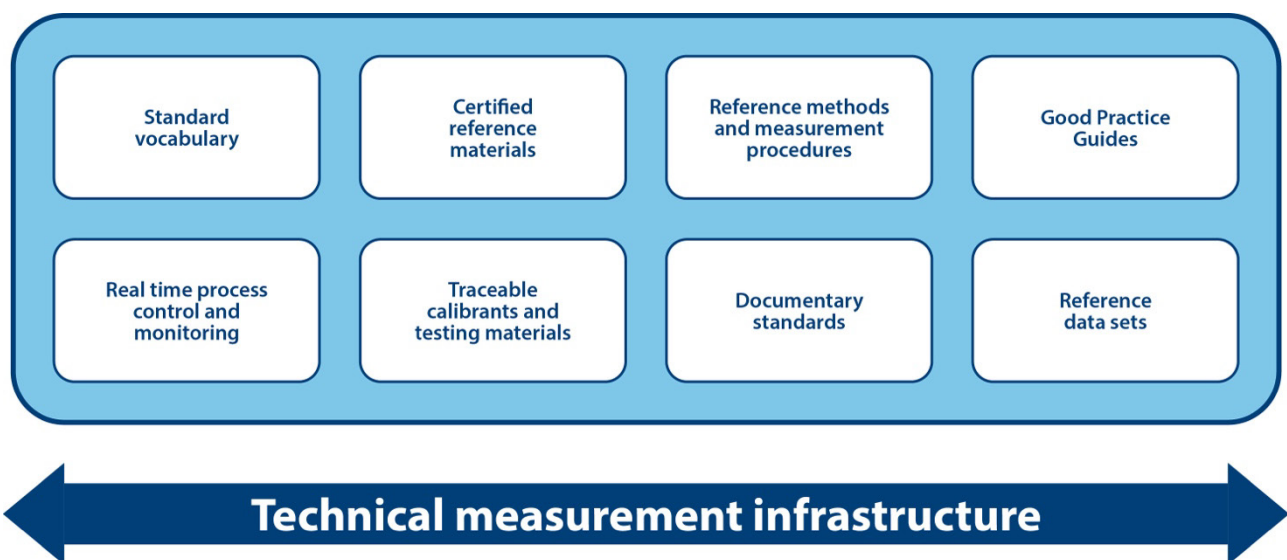 Standard
vocabulary
Certified
reference
materials
Reference methods
and measurement
procedures
Good Practice
Guides
Real time process
control and
monitoring
Traceable
calibrants and
testing materials
Documentary
standards
Reference
data sets
Technical measurement infrastructure